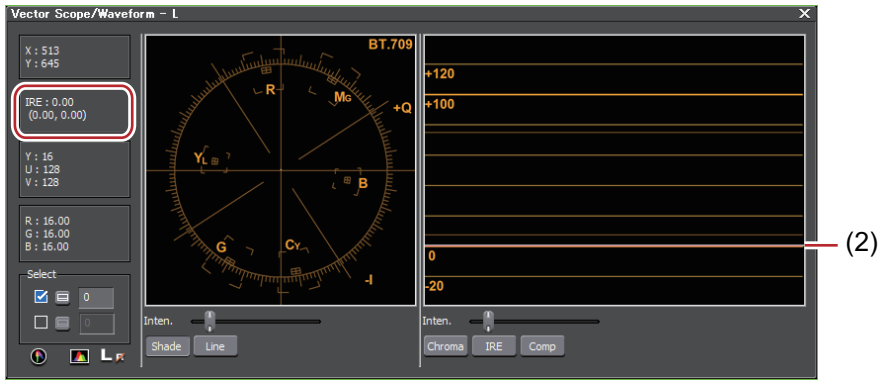 Vector Scope/Waveform - L
X : 513
Y : 645
IRE : 0.00
(0.00, 0.00)
Y : 16
U : 128
V : 128
R : 16.00
G : 16.00
B : 16.00
Select
0
0
L
BT.709
R
MG
+Q
YL
B
G
CY
-I
Inten.
Shade
Line
+120
+100
0
-20
Inten.
Chroma
IRE
Comp
(2)